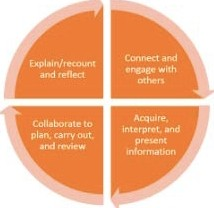 Explain/recount
and reflect
Connect and
engage with
others
Collaborate to
plan, carry out,
and review
Acquire,
interpret, and
present
information